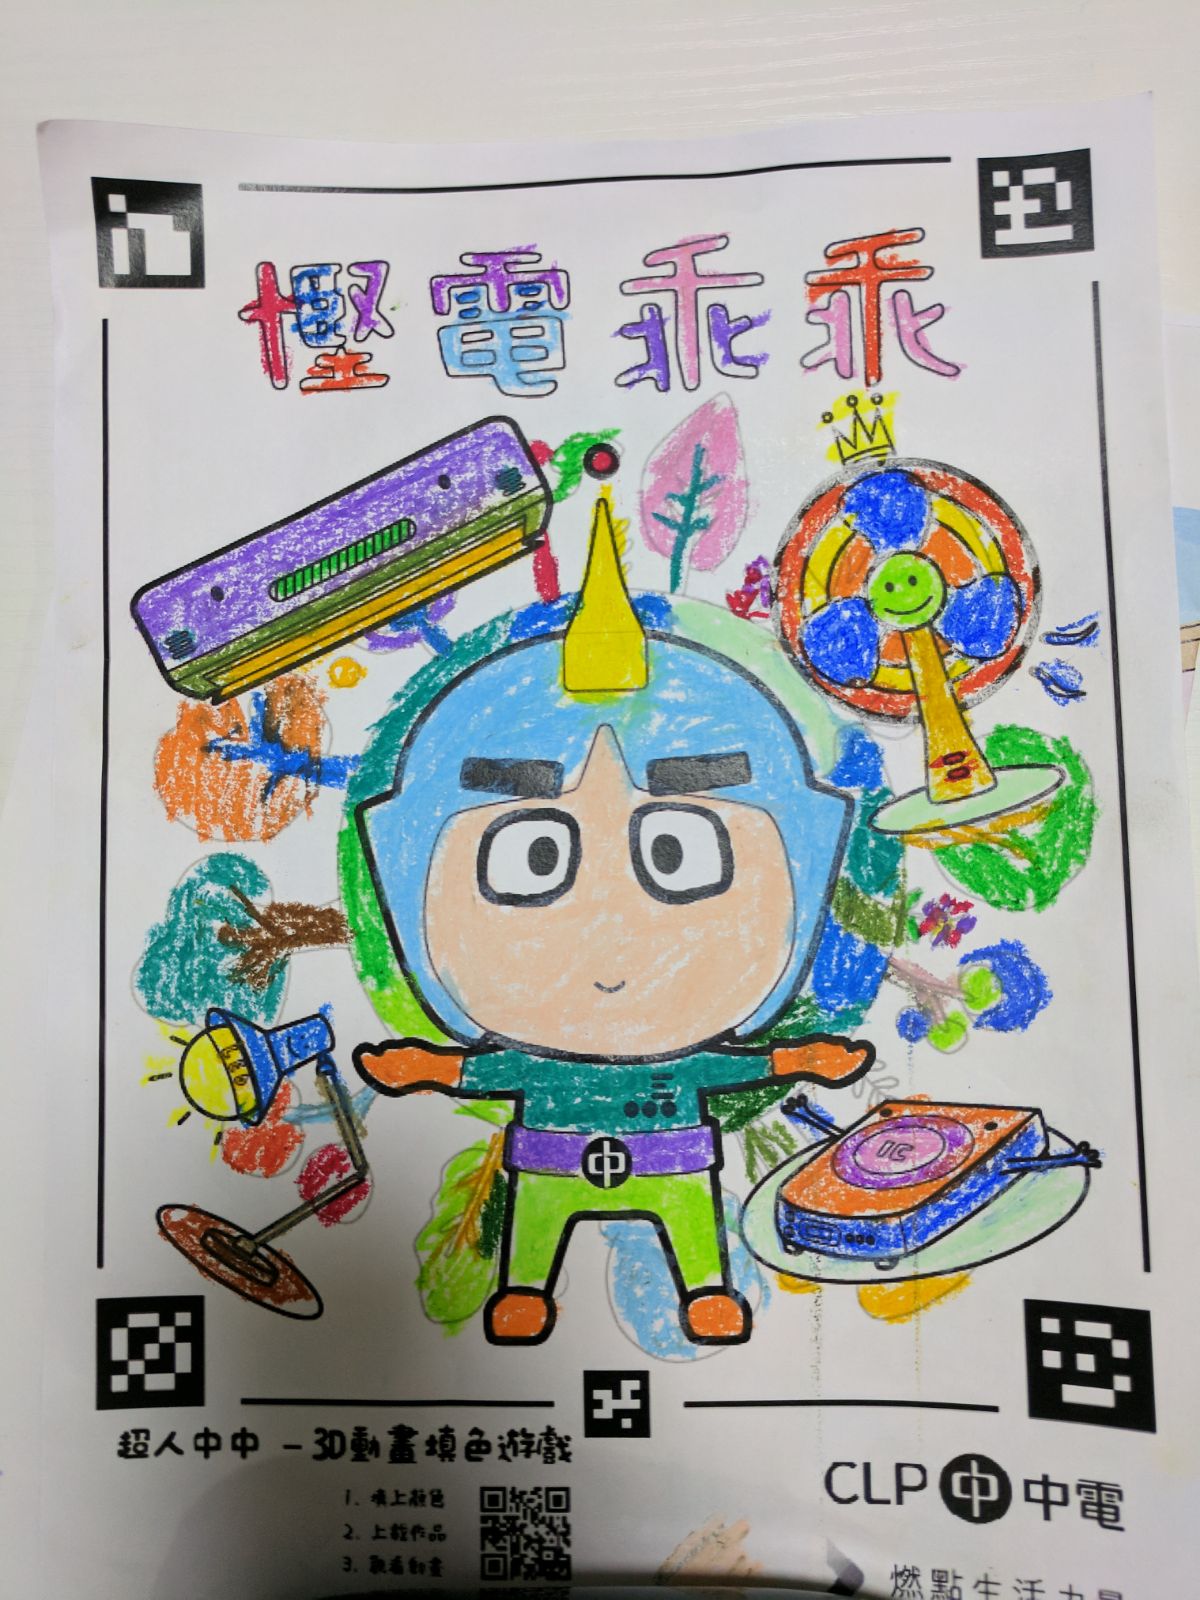 慳電乖乖
LED
IC
中
超人中中 - 3D動畫填色遊戲
1. 填上顏色
2. 上載作品
3. 觀看動畫
CLP 中 中電
燃點生活力量